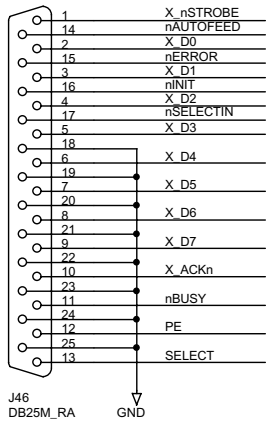 1 X_nSTROBE
14 nAUTOFEED
2 X_D0
15 nERROR
3 X_D1
16 nINIT
4 X_D2
17 nSELECTIN
5 X_D3
18
6 X_D4
19
7 X_D5
20
8 X_D6
21
9 X_D7
22
10 X_ACKn
23
11 nBUSY
24
12 PE
25
13 SELECT
J46
DB25M_RA GND